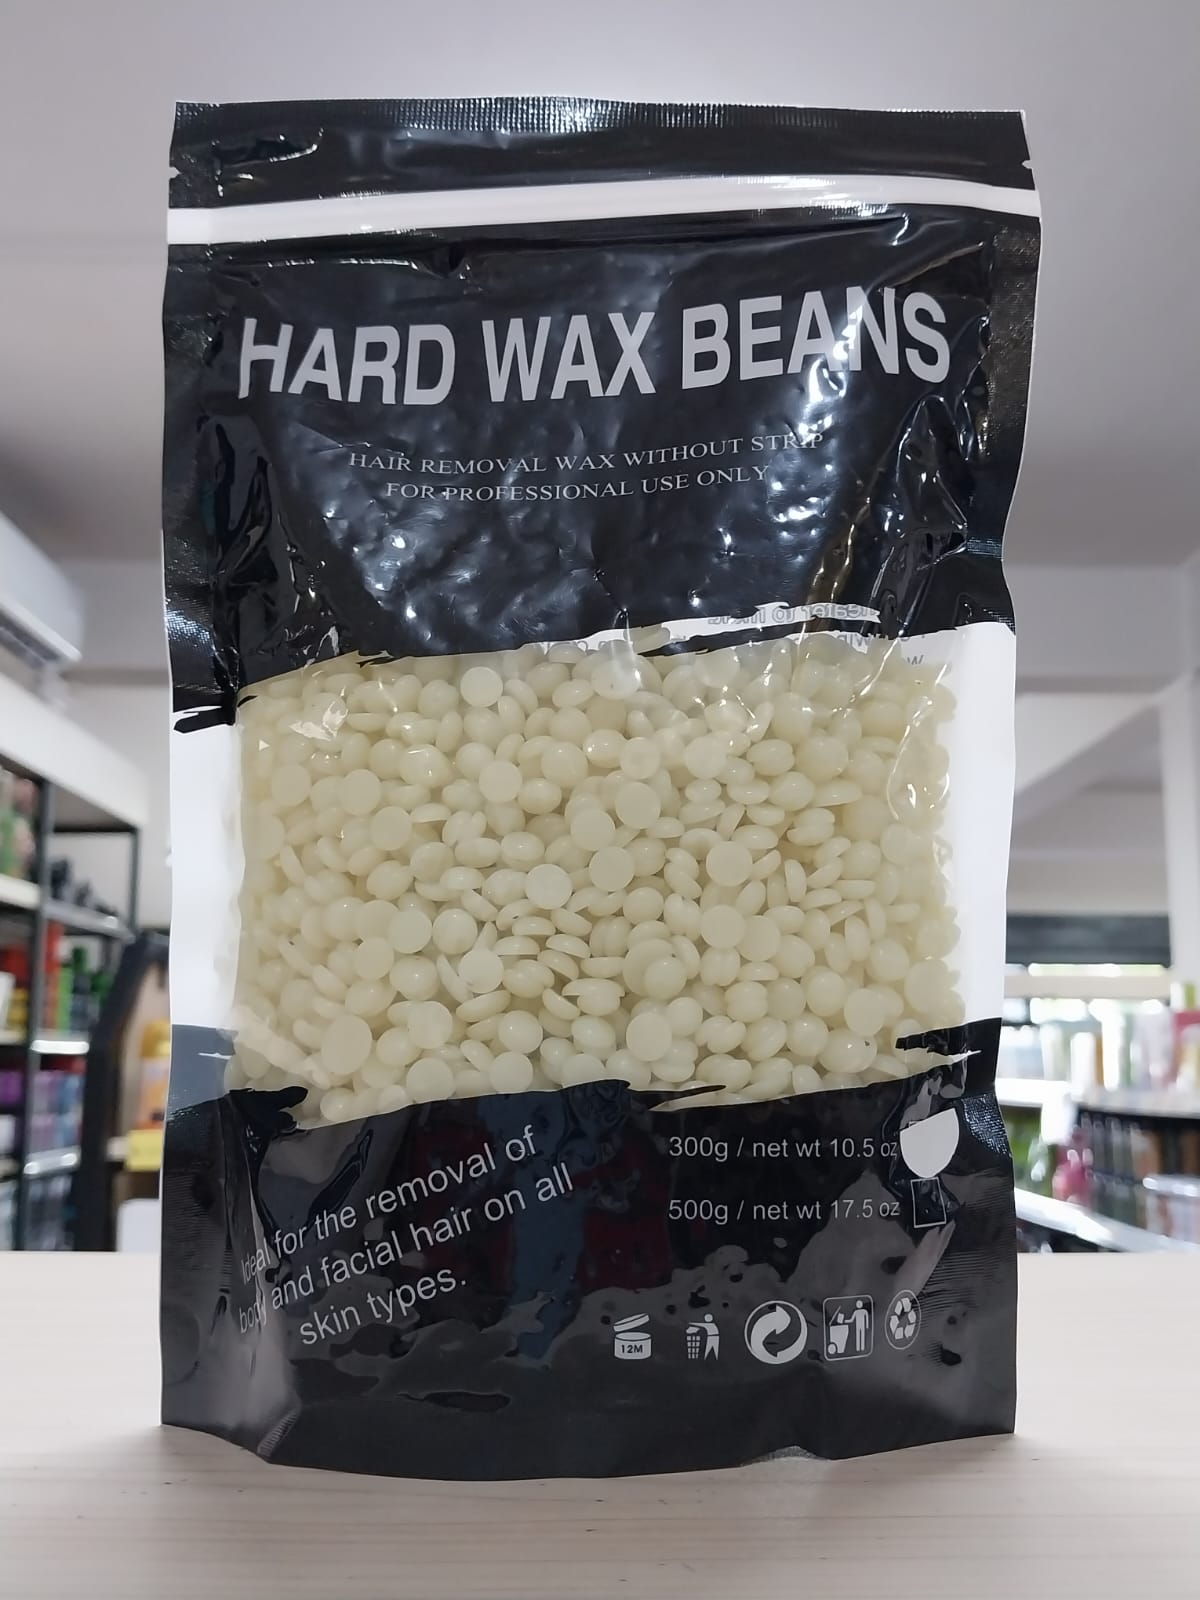 HARD WAX BEANS
HAIR REMOVAL WAX WITHOUT STRIP
FOR PROFESSIONAL USE ONLY
Ideal for the removal of
body and facial hair on all
skin types.
300g / net wt 10.5 oz
500g / net wt 17.5 oz
12M